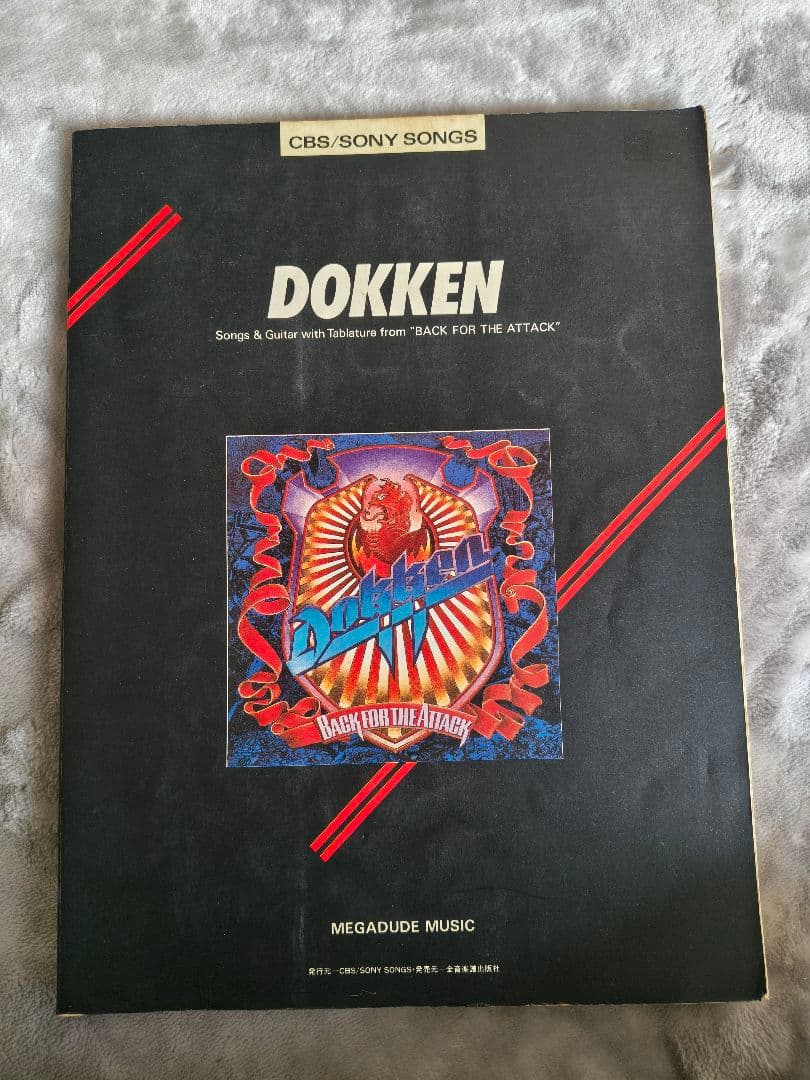 CBS/SONY SONGS
DOKKEN
Songs & Guitar with Tablature from "BACK FOR THE ATTACK"
Dokken
BACK FOR THE ATTACK
MEGADUDE MUSIC
発行元—CBS/SONY SONGS・発売元—全音楽譜出版社